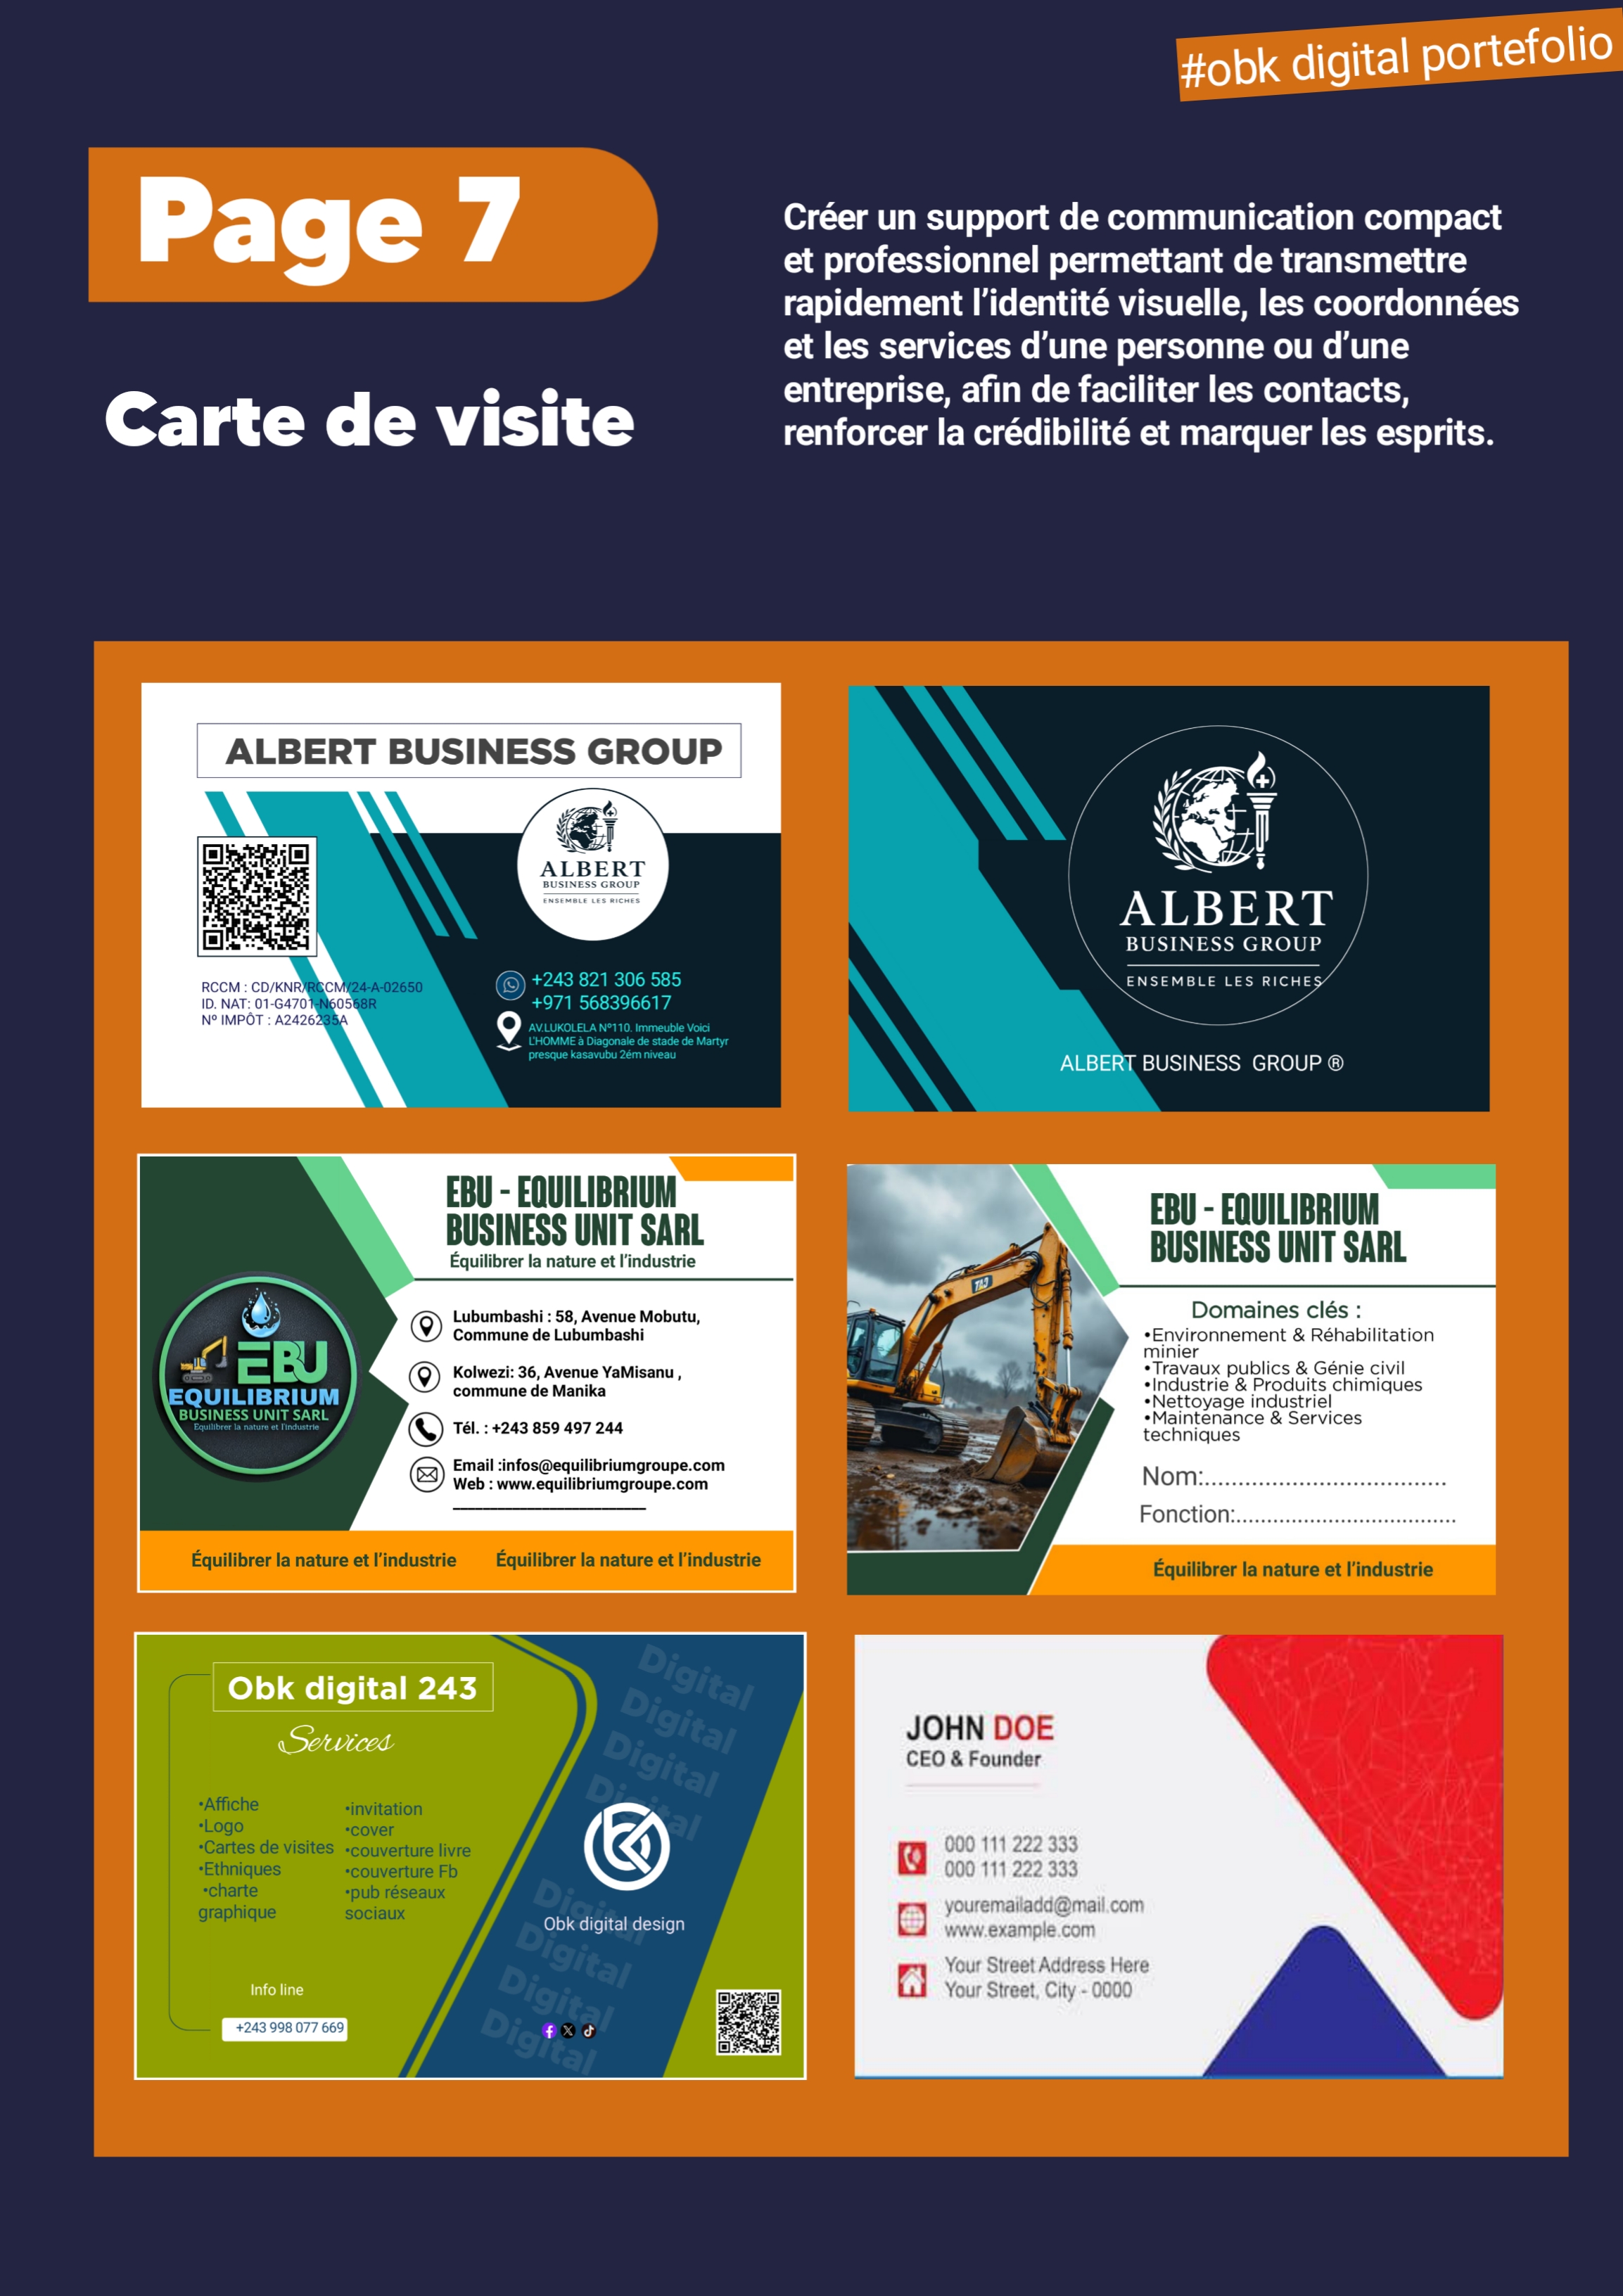 #obk digital portefolio
Page 7
Carte de visite
Créer un support de communication compact
et professionnel permettant de transmettre
rapidement l’identité visuelle, les coordonnées
et les services d’une personne ou d’une
entreprise, afin de faciliter les contacts,
renforcer la crédibilité et marquer les esprits.
ALBERT BUSINESS GROUP
ALBERT
BUSINESS GROUP
ENSEMBLE LES RICHES
RCCM : CD/KNR/RCCM/24-A-02650
ID. NAT: 01-G4701-N60568R
Nº IMPÔT : A2426235A
+243 821 306 585
+971 568396617
AV.LUKOLELA Nº110. Immeuble Voici
L'HOMME à Diagonale de stade de Martyr
presque kasavubu 2ém niveau
ALBERT
BUSINESS GROUP
ENSEMBLE LES RICHES
ALBERT BUSINESS GROUP ®
EBU - EQUILIBRIUM
BUSINESS UNIT SARL
Équilibrer la nature et l’industrie
EBU
EQUILIBRIUM
BUSINESS UNIT SARL
Équilibrer la nature et l'industrie
Lubumbashi : 58, Avenue Mobutu,
Commune de Lubumbashi
Kolwezi: 36, Avenue YaMisanu ,
commune de Manika
Tél. : +243 859 497 244
Email :infos@equilibriumgroupe.com
Web : www.equilibriumgroupe.com
Équilibrer la nature et l’industrie
Équilibrer la nature et l’industrie
EBU - EQUILIBRIUM
BUSINESS UNIT SARL
Domaines clés :
•Environnement & Réhabilitation
minier
•Travaux publics & Génie civil
•Industrie & Produits chimiques
•Nettoyage industriel
•Maintenance & Services
techniques
Nom:................................
Fonction:..................................
Équilibrer la nature et l’industrie
Obk digital 243
Services
•Affiche
•Logo
•Cartes de visites
•Ethniques
•charte
graphique
•invitation
•cover
•couverture livre
•couverture Fb
•pub réseaux
sociaux
Info line
+243 998 077 669
Digital
Digital
Digital
Digital
Obk digital design
Digital
Digital
Digital
Digital
JOHN DOE
CEO & Founder
000 111 222 333
000 111 222 333
youremailadd@mail.com
www.example.com
Your Street Address Here
Your Street, City - 0000